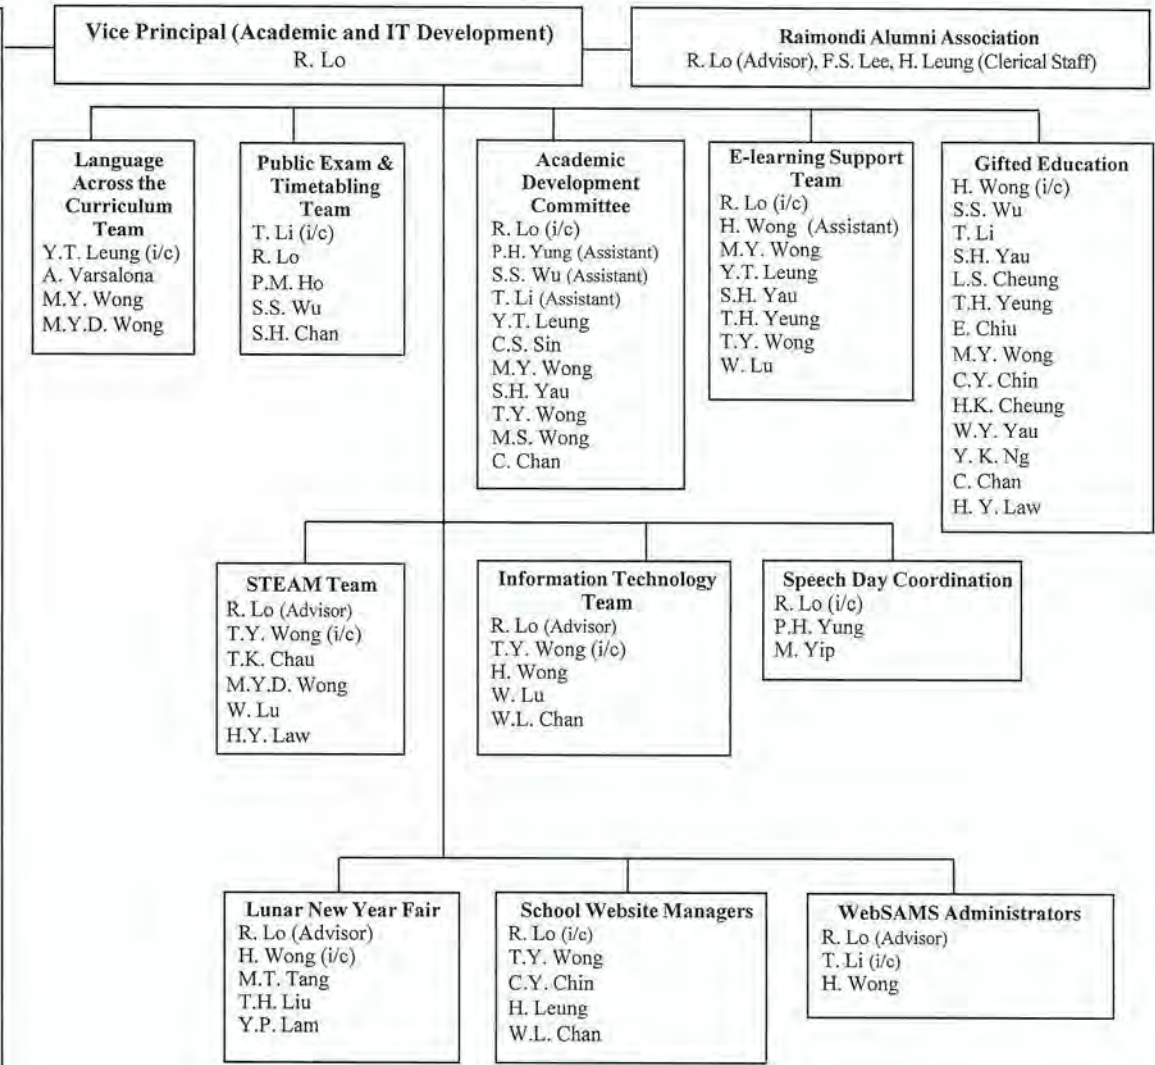 Vice Principal (Academic and IT Development)
R. Lo
Raimondi Alumni Association
R. Lo (Advisor), F.S. Lee, H. Leung (Clerical Staff)
Language
Across the
Curriculum
Team
Y.T. Leung (i/c)
A. Varsalona
M.Y. Wong
M.Y.D. Wong
Public Exam &
Timetabling
Team
T. Li (i/c)
R. Lo
P.M. Ho
S.S. Wu
S.H. Chan
Academic
Development
Committee
R. Lo (i/c)
P.H. Yung (Assistant)
S.S. Wu (Assistant)
T. Li (Assistant)
Y.T. Leung
C.S. Sin
M.Y. Wong
S.H. Yau
T.Y. Wong
M.S. Wong
C. Chan
E-learning Support
Team
R. Lo (i/c)
H. Wong (Assistant)
M.Y. Wong
Y.T. Leung
S.H. Yau
T.H. Yeung
T.Y. Wong
W. Lu
Gifted Education
H. Wong (i/c)
S.S. Wu
T. Li
S.H. Yau
L.S. Cheung
T.H. Yeung
E. Chiu
M.Y. Wong
C.Y. Chin
H.K. Cheung
W.Y. Yau
Y. K. Ng
C. Chan
H. Y. Law
STEAM Team
R. Lo (Advisor)
T.Y. Wong (i/c)
T.K. Chau
M.Y.D. Wong
W. Lu
H.Y. Law
Information Technology
Team
R. Lo (Advisor)
T.Y. Wong (i/c)
H. Wong
W. Lu
W.L. Chan
Speech Day Coordination
R. Lo (i/c)
P.H. Yung
M. Yip
Lunar New Year Fair
R. Lo (Advisor)
H. Wong (i/c)
M.T. Tang
T.H. Liu
Y.P. Lam
School Website Managers
R. Lo (i/c)
T.Y. Wong
C.Y. Chin
H. Leung
W.L. Chan
WebSAMS Administrators
R. Lo (Advisor)
T. Li (i/c)
H. Wong